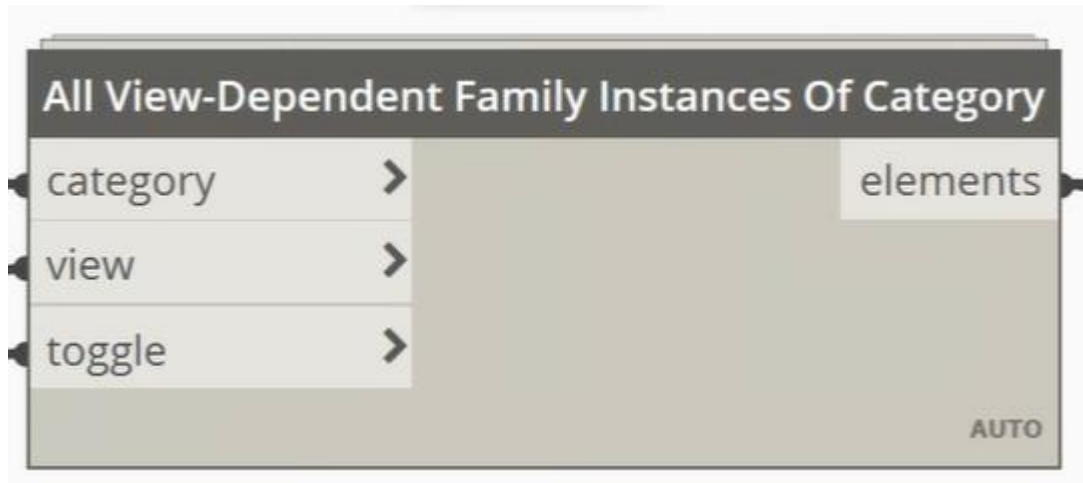 All View-Dependent Family Instances Of Category
category
elements
view
toggle
AUTO